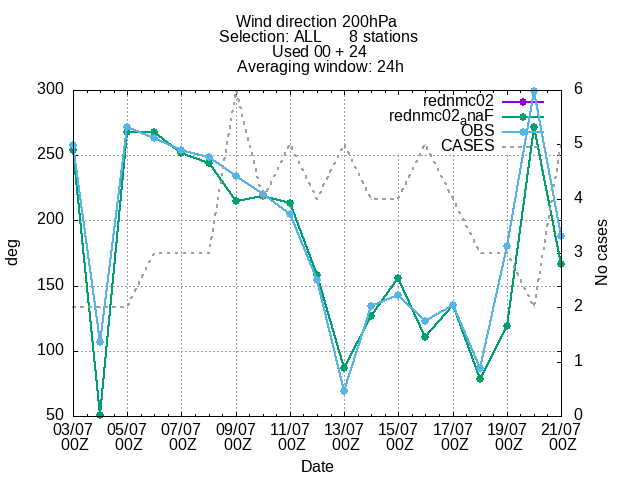 Wind direction 200hPa
Selection: ALL 8 stations
Used 00 + 24
Averaging window: 24h
rednmc02
rednmc02anaF
OBS
CASES
300
250
200
150
100
50
deg
6
5
4
3
2
1
0
No cases
03/07 05/07 07/07 09/07 11/07 13/07 15/07 17/07 19/07 21/07
00Z 00Z 00Z 00Z 00Z 00Z 00Z 00Z 00Z 00Z
Date